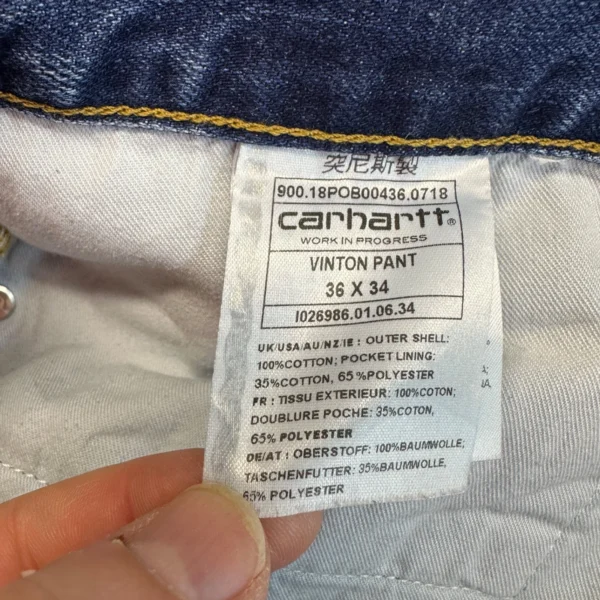 突尼斯製
900.18POB00436.0718
carhartt®
WORK IN PROGRESS
VINTON PANT
36 X 34
I026986.01.06.34
UK/USA/AU/NZ/IE : OUTER SHELL:
100%COTTON; POCKET LINING:
35%COTTON, 65%POLYESTER
FR : TISSU EXTERIEUR: 100%COTON;
DOUBLURE POCHE: 35%COTON,
65% POLYESTER
DE/AT : OBERSTOFF: 100%BAUMWOLLE;
TASCHENFUTTER: 35%BAUMWOLLE,
65% POLYESTER